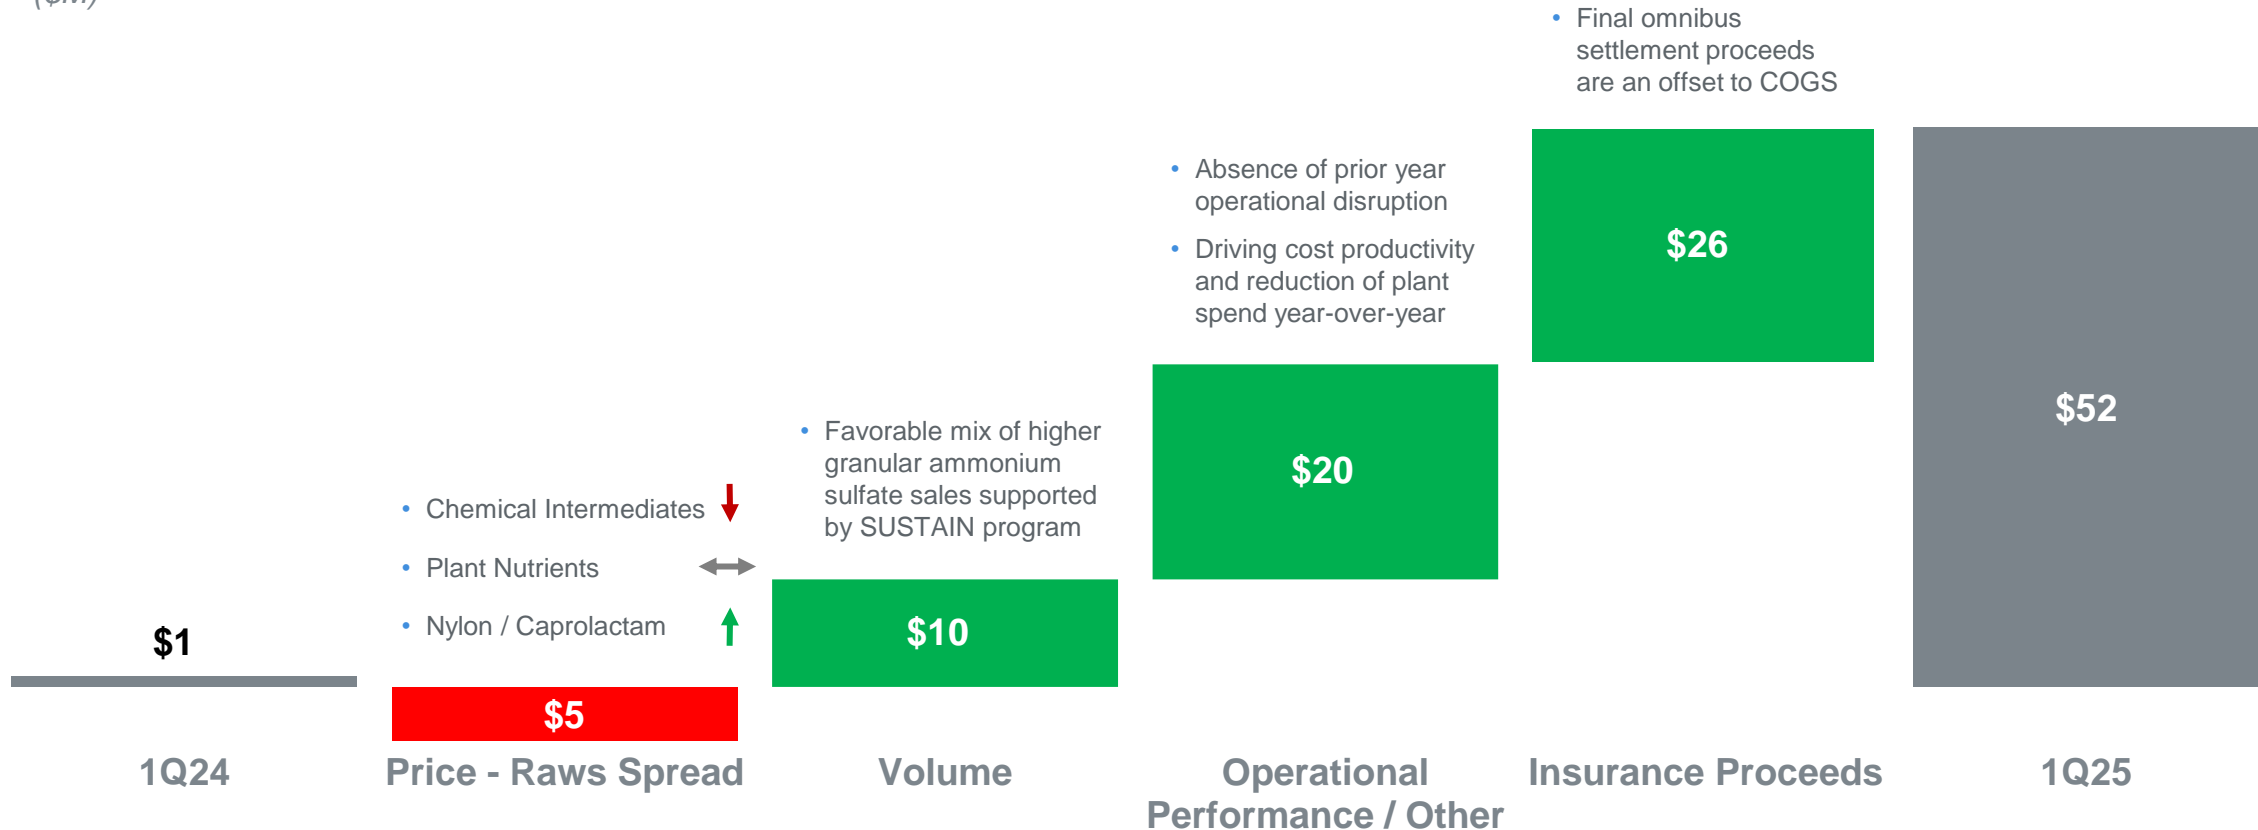 ($M)
• Final omnibus
settlement proceeds
are an offset to COGS
• Absence of prior year
operational disruption
• Driving cost productivity
and reduction of plant
spend year-over-year
$26
$52
• Favorable mix of higher
granular ammonium
sulfate sales supported
by SUSTAIN program
$20
• Chemical Intermediates
• Plant Nutrients
• Nylon / Caprolactam
$1
$10
$5
1Q24
Price - Raws Spread
Volume
Operational
Performance / Other
Insurance Proceeds
1Q25